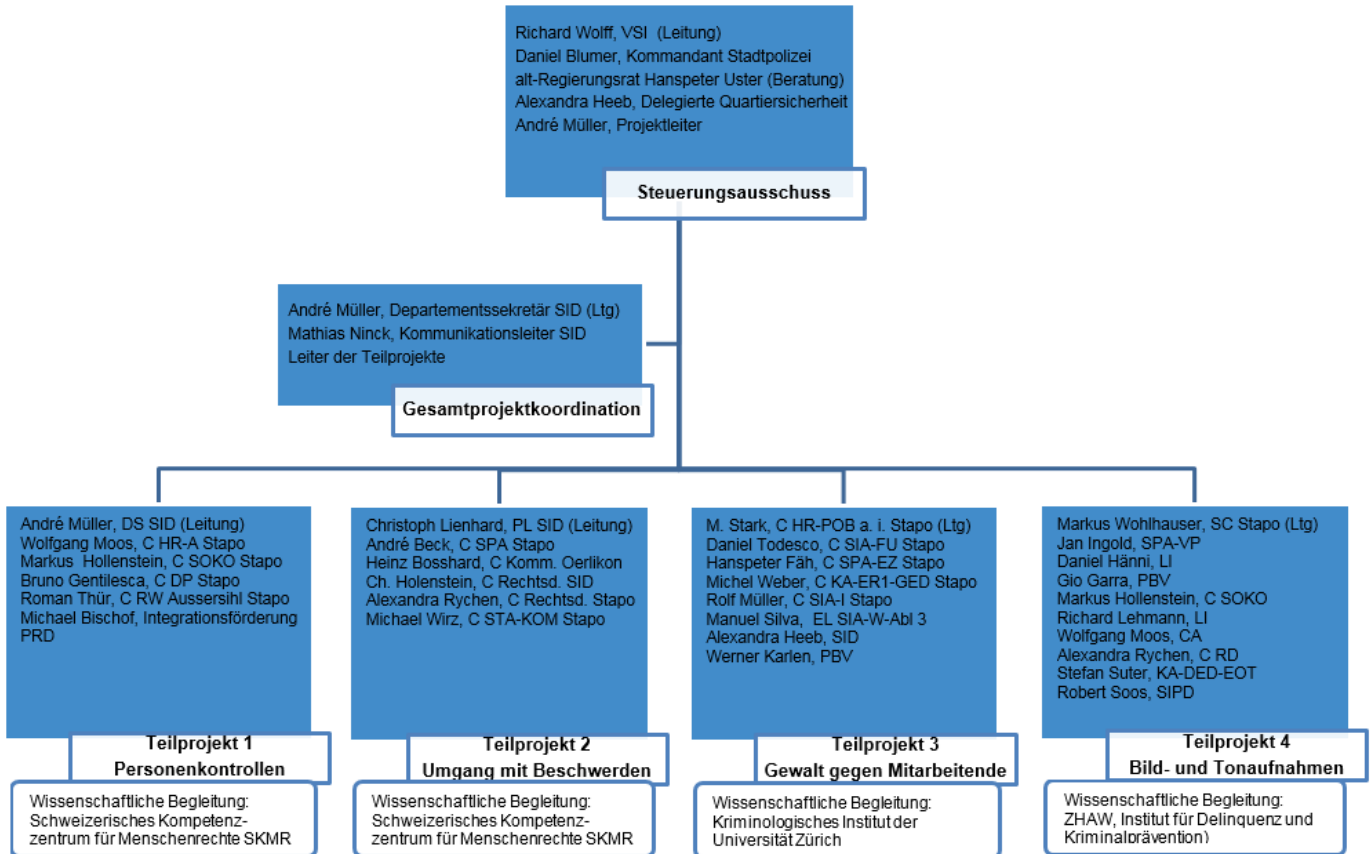 Richard Wolff, VSI (Leitung)
Daniel Blumer, Kommandant Stadtpolizei
alt-Regierungsrat Hanspeter Uster (Beratung)
Alexandra Heeb, Delegierte Quartiersicherheit
André Müller, Projektleiter
Steuerungsausschuss
André Müller, Departementssekretär SID (Ltg)
Mathias Ninck, Kommunikationsleiter SID
Leiter der Teilprojekte
Gesamtprojektkoordination
André Müller, DS SID (Leitung)
Wolfgang Moos, C HR-A Stapo
Markus Hollenstein, C SOKO Stapo
Bruno Gentilesca, C DP Stapo
Roman Thür, C RW Aussersihl Stapo
Michael Bischof, Integrationsförderung
PRD
Teilprojekt 1
Personenkontrollen
Wissenschaftliche Begleitung:
Schweizerisches Kompetenz-
zentrum für Menschenrechte SKMR
Christoph Lienhard, PL SID (Leitung)
André Beck, C SPA Stapo
Heinz Bosshard, C Komm. Oerlikon
Ch. Holenstein, C Rechtsd. SID
Alexandra Rychen, C Rechtsd. Stapo
Michael Wirz, C STA-KOM Stapo
Teilprojekt 2
Umgang mit Beschwerden
Wissenschaftliche Begleitung:
Schweizerisches Kompetenz-
zentrum für Menschenrechte SKMR
M. Stark, C HR-POB a. i. Stapo (Ltg)
Daniel Todesco, C SIA-FU Stapo
Hanspeter Fäh, C SPA-EZ Stapo
Michel Weber, C KA-ER1-GED Stapo
Rolf Müller, C SIA-I Stapo
Manuel Silva, EL SIA-W-Abl 3
Alexandra Heeb, SID
Werner Karlen, PBV
Teilprojekt 3
Gewalt gegen Mitarbeitende
Wissenschaftliche Begleitung:
Kriminologisches Institut der
Universität Zürich
Markus Wohlhauser, SC Stapo (Ltg)
Jan Ingold, SPA-VP
Daniel Hänni, LI
Gio Garra, PBV
Markus Hollenstein, C SOKO
Richard Lehmann, LI
Wolfgang Moos, CA
Alexandra Rychen, C RD
Stefan Suter, KA-DED-EOT
Robert Soos, SIPD
Teilprojekt 4
Bild- und Tonaufnahmen
Wissenschaftliche Begleitung:
ZHAW, Institut für Delinquenz und
Kriminalprävention)